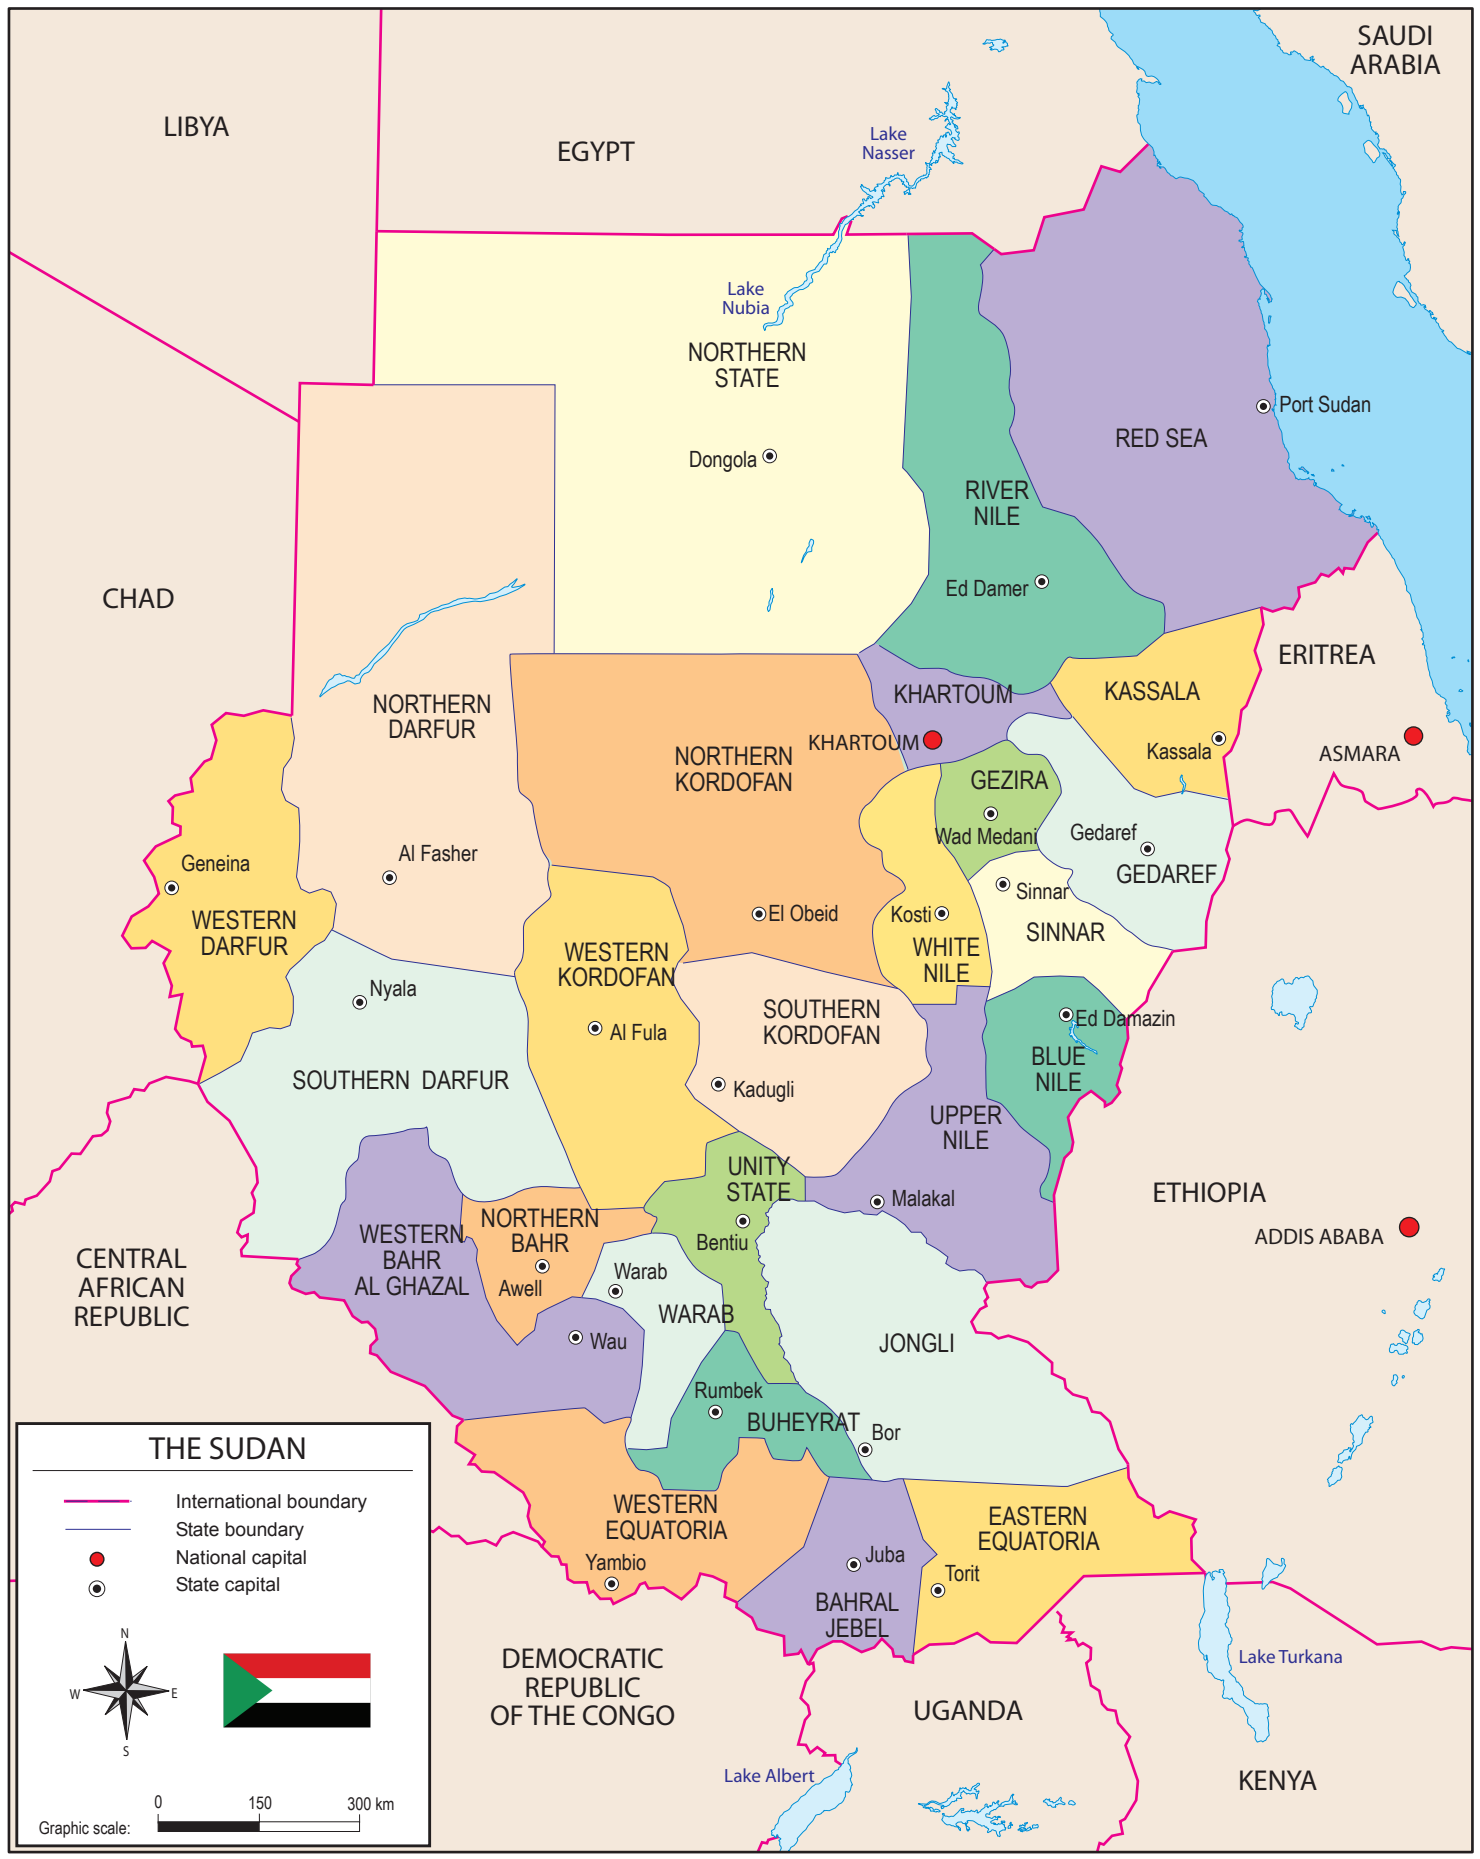 SAUDI
ARABIA
LIBYA
EGYPT
Lake
Nasser
Lake
Nubia
NORTHERN
STATE
Port Sudan
RED SEA
Dongola
RIVER
NILE
Ed Damer
CHAD
ERITREA
KHARTOUM
KASSALA
NORTHERN
DARFUR
KHARTOUM
Kassala
ASMARA
NORTHERN
KORDOFAN
GEZIRA
Wad Medani
Gedaref
GEDAREF
Al Fasher
Geneina
Sinnar
El Obeid
Kosti
WESTERN
DARFUR
SINNAR
WESTERN
KORDOFAN
WHITE
NILE
Nyala
SOUTHERN
KORDOFAN
Ed Damazin
Al Fula
BLUE
NILE
SOUTHERN DARFUR
Kadugli
UPPER
NILE
UNITY
STATE
Malakal
ETHIOPIA
NORTHERN
BAHR
WESTERN
BAHR
AL GHAZAL
Bentiu
ADDIS ABABA
CENTRAL
AFRICAN
REPUBLIC
Awell
Warab
WARAB
Wau
JONGLI
Rumbek
BUHEYRAT
Bor
WESTERN
EQUATORIA
EASTERN
EQUATORIA
Yambio
Juba
Torit
BAHRAL
JEBEL
DEMOCRATIC
REPUBLIC
OF THE CONGO
Lake Turkana
UGANDA
Lake Albert
KENYA
THE SUDAN
International boundary
State boundary
National capital
State capital
N
W
E
S
0
150
300 km
Graphic scale: